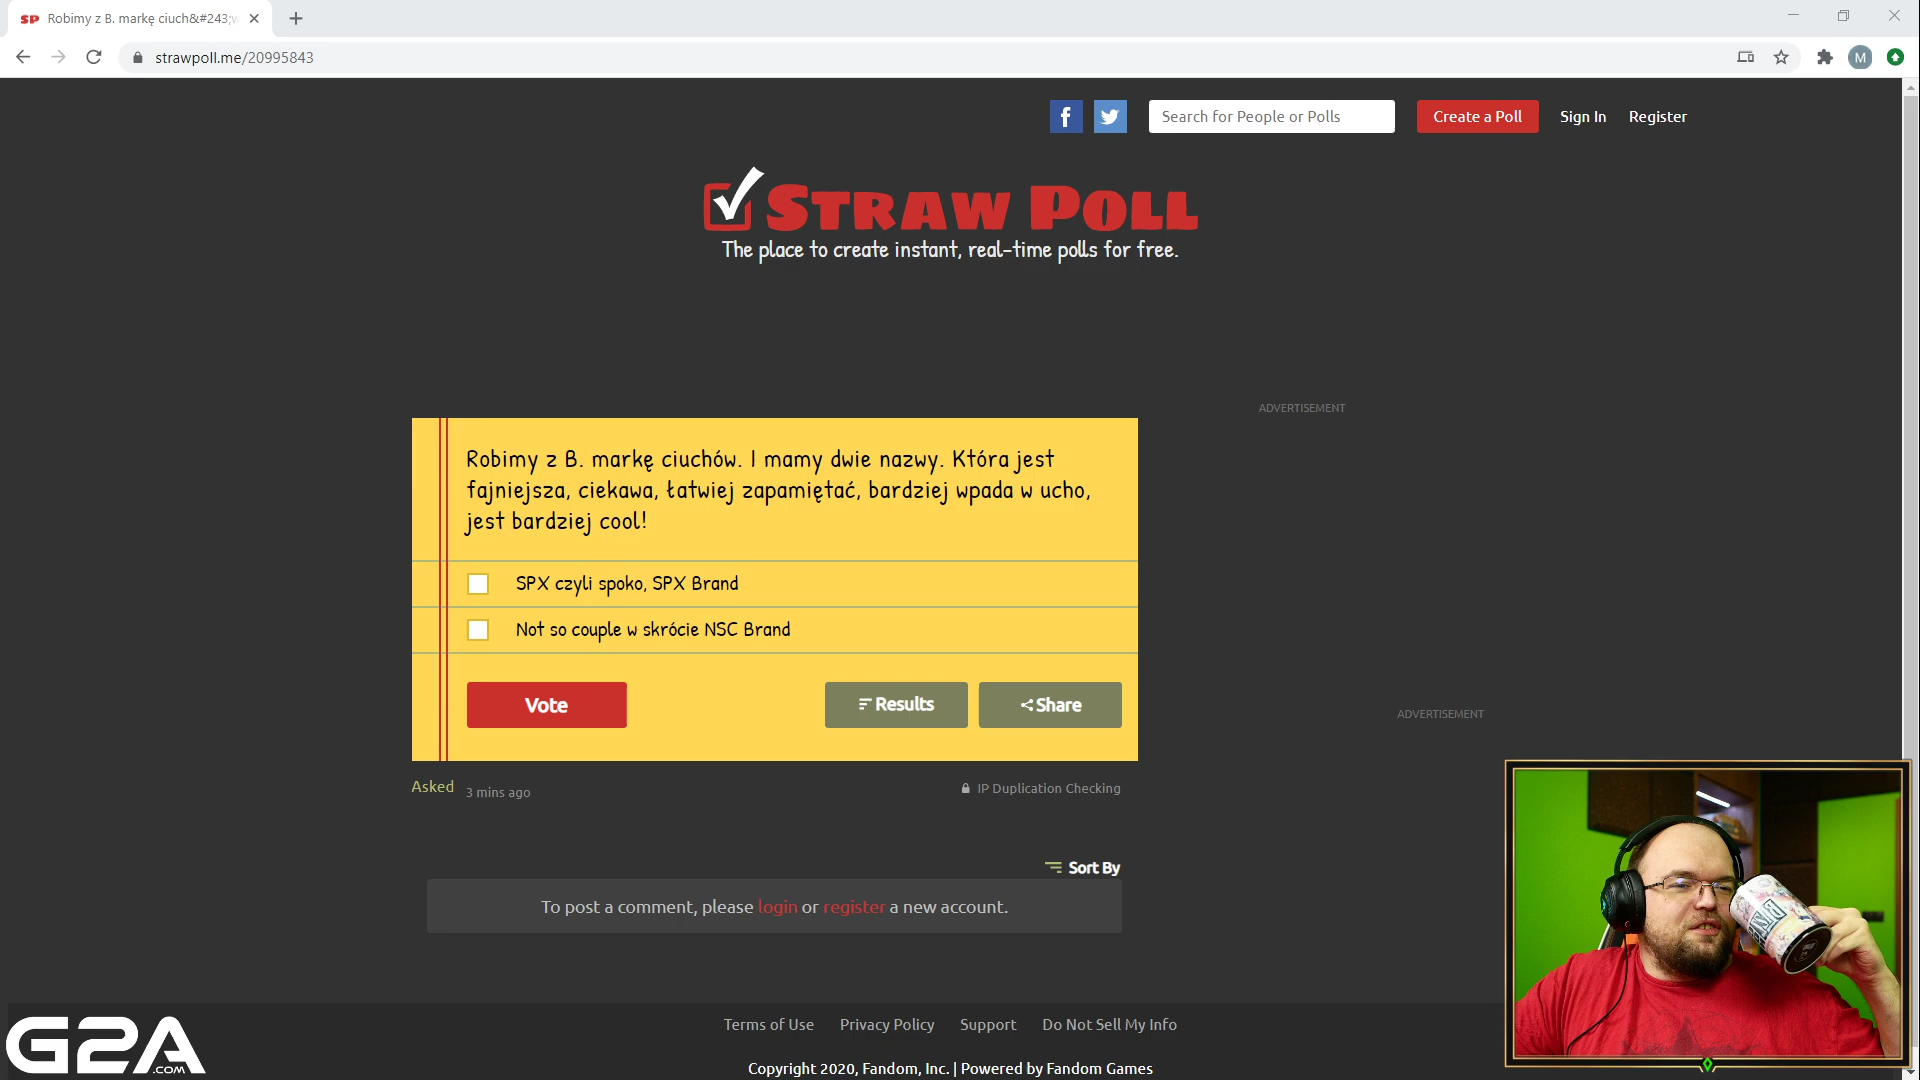 SP Robimy z B. markę ciuch&#243;w
strawpoll.me/20995843
M
f
Search for People or Polls
Create a Poll
Sign In
Register
STRAW POLL
The place to create instant, real-time polls for free.
ADVERTISEMENT
Robimy z B. markę ciuchów. I mamy dwie nazwy. Która jest
fajniejsza, ciekawa, łatwiej zapamiętać, bardziej wpada w ucho,
jest bardziej cool!
SPX czyli spoko, SPX Brand
Not so couple w skrócie NSC Brand
Vote
Results
Share
ADVERTISEMENT
Asked 3 mins ago
IP Duplication Checking
Sort By
To post a comment, please login or register a new account.
Terms of Use
Privacy Policy
Support
Do Not Sell My Info
G2A
.COM
Copyright 2020, Fandom, Inc. | Powered by Fandom Games